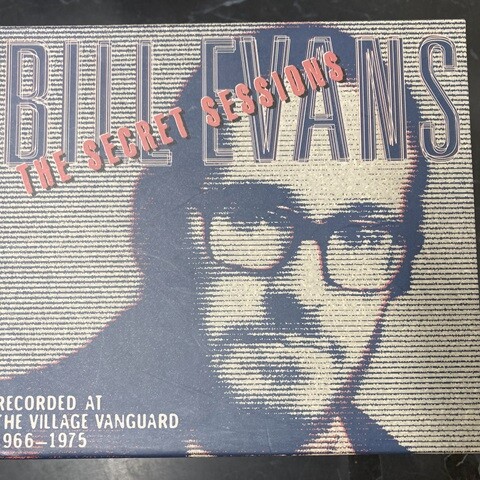 BILL EVANS
THE SECRET SESSIONS
RECORDED AT
THE VILLAGE VANGUARD
1966–1975